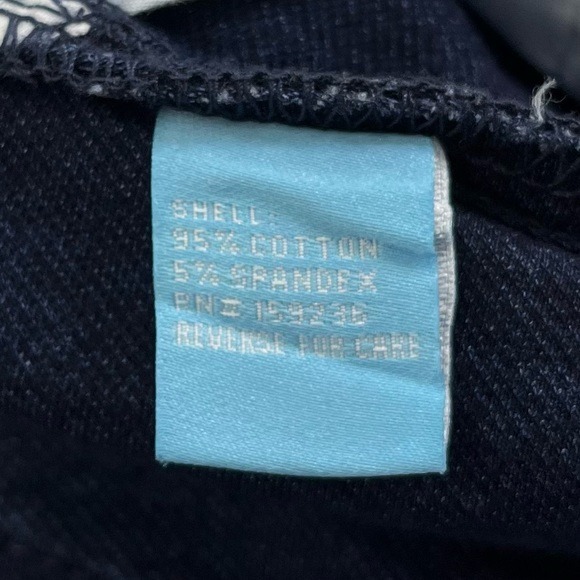 SHELL:
95% COTTON
5% SPANDEX
RN# 159236
REVERSE FOR CARE